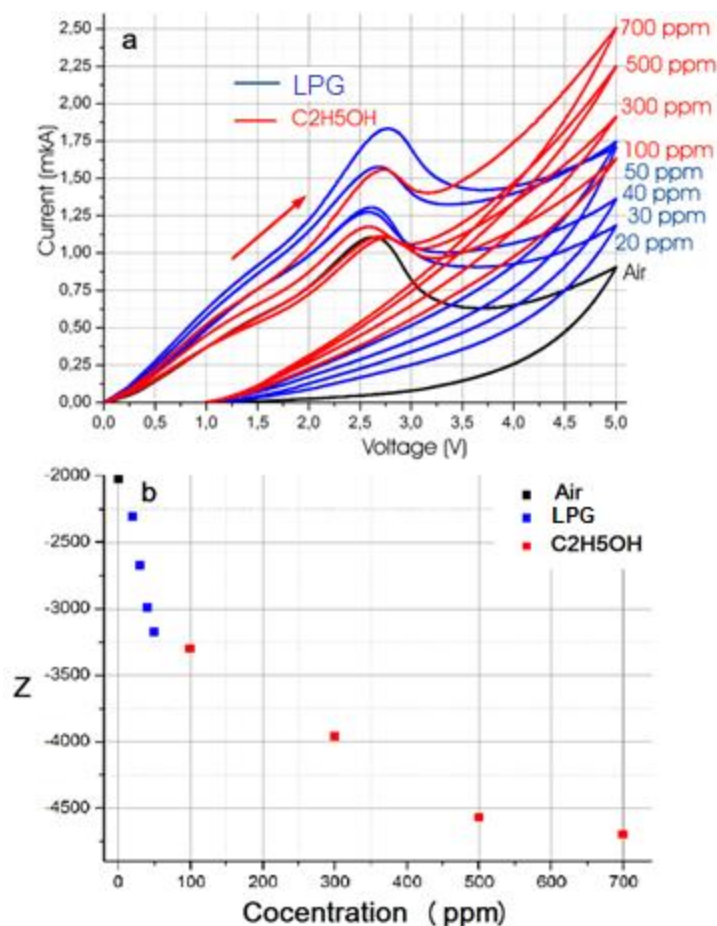 a
2,50
2,25
2,00
1,75
1,50
1,25
1,00
0,75
0,50
0,25
0,00
Current (mkA)
LPG
C2H5OH
700 ppm
500 ppm
300 ppm
100 ppm
50 ppm
40 ppm
30 ppm
20 ppm
Air
0,0 0,5 1,0 1,5 2,0 2,5 3,0 3,5 4,0 4,5 5,0
Voltage (V)
b
-2000
-2500
-3000
-3500
-4000
-4500
Z
Air
LPG
C2H5OH
0 100 200 300 400 500 600 700
Cocentration (ppm)